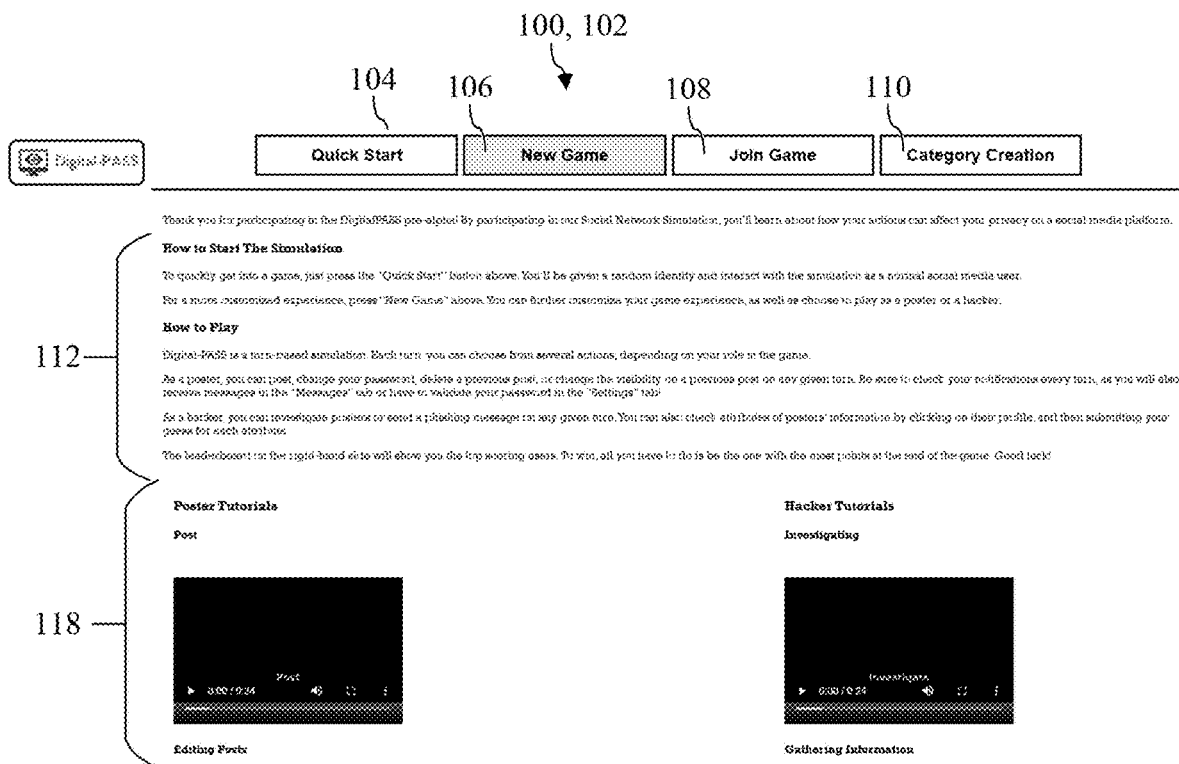 100, 102
104
106
108
110
Digital-PASS
Quick Start
New Game
Join Game
Category Creation
Thank you for participating in the DigitalPASS pre-alpha! By participating in our Social Network Simulation, you'll learn about how your actions can affect your privacy on a social media platform.
How to Start The Simulation
To quickly get into a game, just press the "Quick Start" button above. You'll be given a random identity and interact with the simulation as a normal social media user.
For a more customized experience, press "New Game" above. You can further customize your game experience, as well as choose to play as a poster or a hacker.
How to Play
112
Digital-PASS is a turn-based simulation. Each turn you can choose from several actions, depending on your role in the game.
As a poster, you can post, change your password, delete a previous post, or change the visibility on a previous post on any given turn. Be sure to check your notifications every turn, as you will also
receive messages in the "Messages" tab or have to validate your password in the "Settings" tab!
As a hacker, you can investigate posters or send a phishing message on any given turn. You can also check attributes of posters' information by clicking on their profile, and then submitting your
guess for each attribute.
The leaderboard on the right-hand side will show you the top scoring users. To win, all you have to do is be the one with the most points at the end of the game. Good luck!
Poster Tutorials
Hacker Tutorials
Post
Investigating
118
Post
0:00 / 0:24
Investigate
0:00 / 0:24
Editing Posts
Gathering Information